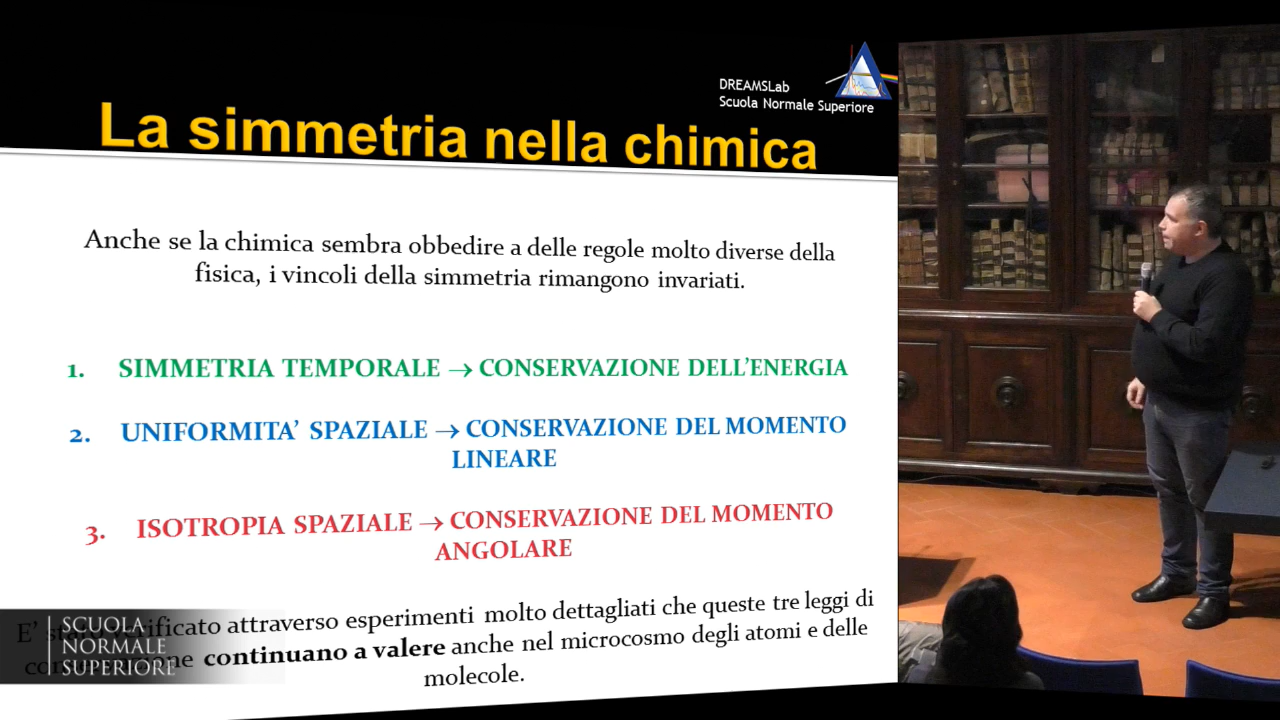 DREAMSLab
Scuola Normale Superiore
La simmetria nella chimica
Anche se la chimica sembra obbedire a delle regole molto diverse della
fisica, i vincoli della simmetria rimangono invariati.
1. SIMMETRIA TEMPORALE → CONSERVAZIONE DELL'ENERGIA
2. UNIFORMITA' SPAZIALE → CONSERVAZIONE DEL MOMENTO
LINEARE
3. ISOTROPIA SPAZIALE → CONSERVAZIONE DEL MOMENTO
ANGOLARE
E' stato verificato attraverso esperimenti molto dettagliati che queste tre leggi di
continuano a valere anche nel microcosmo degli atomi e delle
molecole.
SCUOLA
NORMALE
SUPERIORE